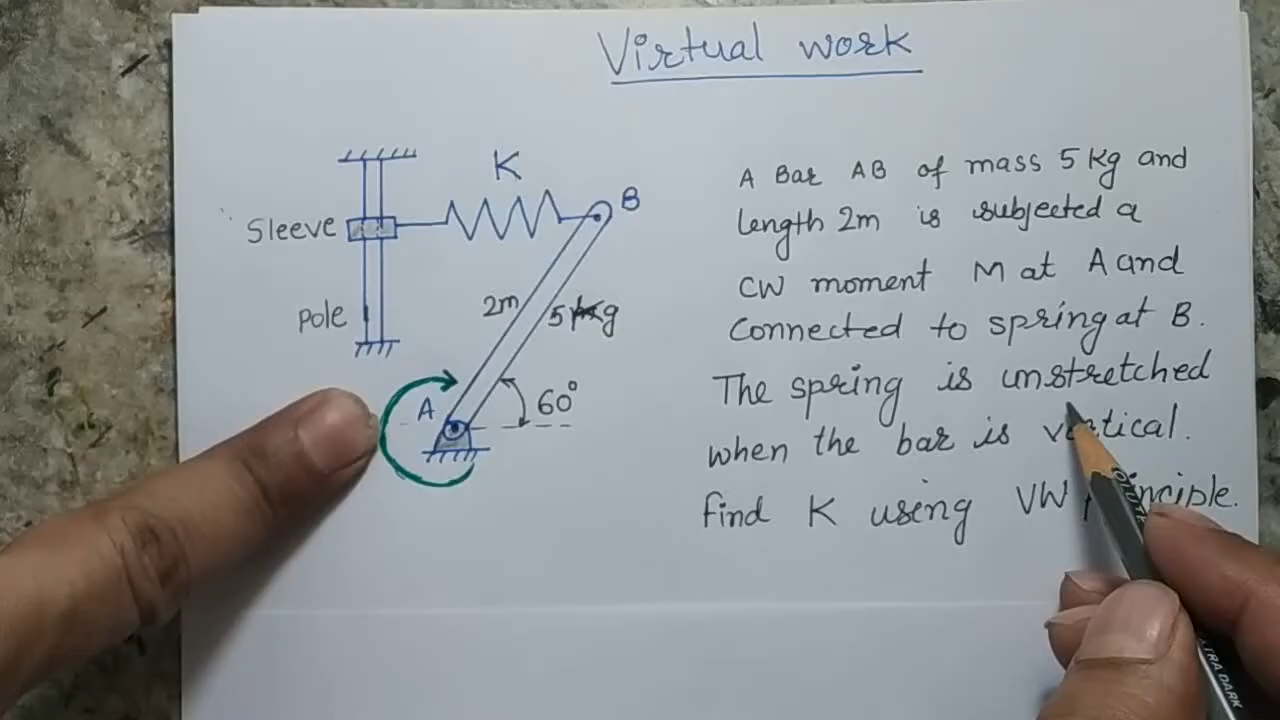 Virtual work
K
B
Sleeve
2m
5kg
pole
A
60°
A Bar AB of mass 5 kg and
length 2m is subjected a
CW moment M at A and
Connected to spring at B.
The spring is unstretched
when the bar is vertical.
find K using VW